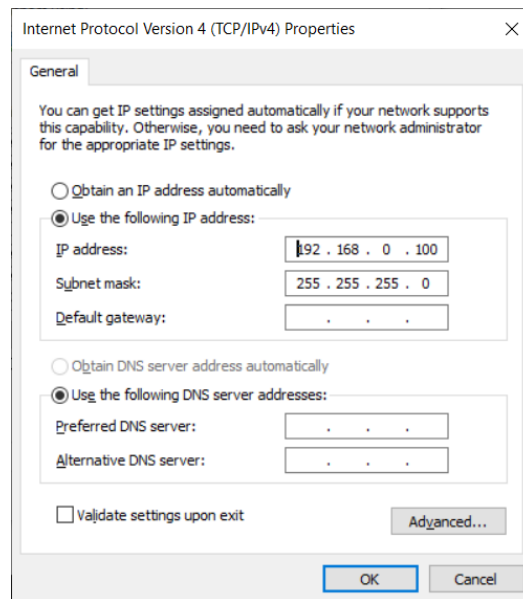 Internet Protocol Version 4 (TCP/IPv4) Properties
General
You can get IP settings assigned automatically if your network supports
this capability. Otherwise, you need to ask your network administrator
for the appropriate IP settings.
Obtain an IP address automatically
Use the following IP address:
IP address: 192 . 168 . 0 . 100
Subnet mask: 255 . 255 . 255 . 0
Default gateway: . . .
Obtain DNS server address automatically
Use the following DNS server addresses:
Preferred DNS server: . . .
Alternative DNS server: . . .
Validate settings upon exit
Advanced...
OK Cancel